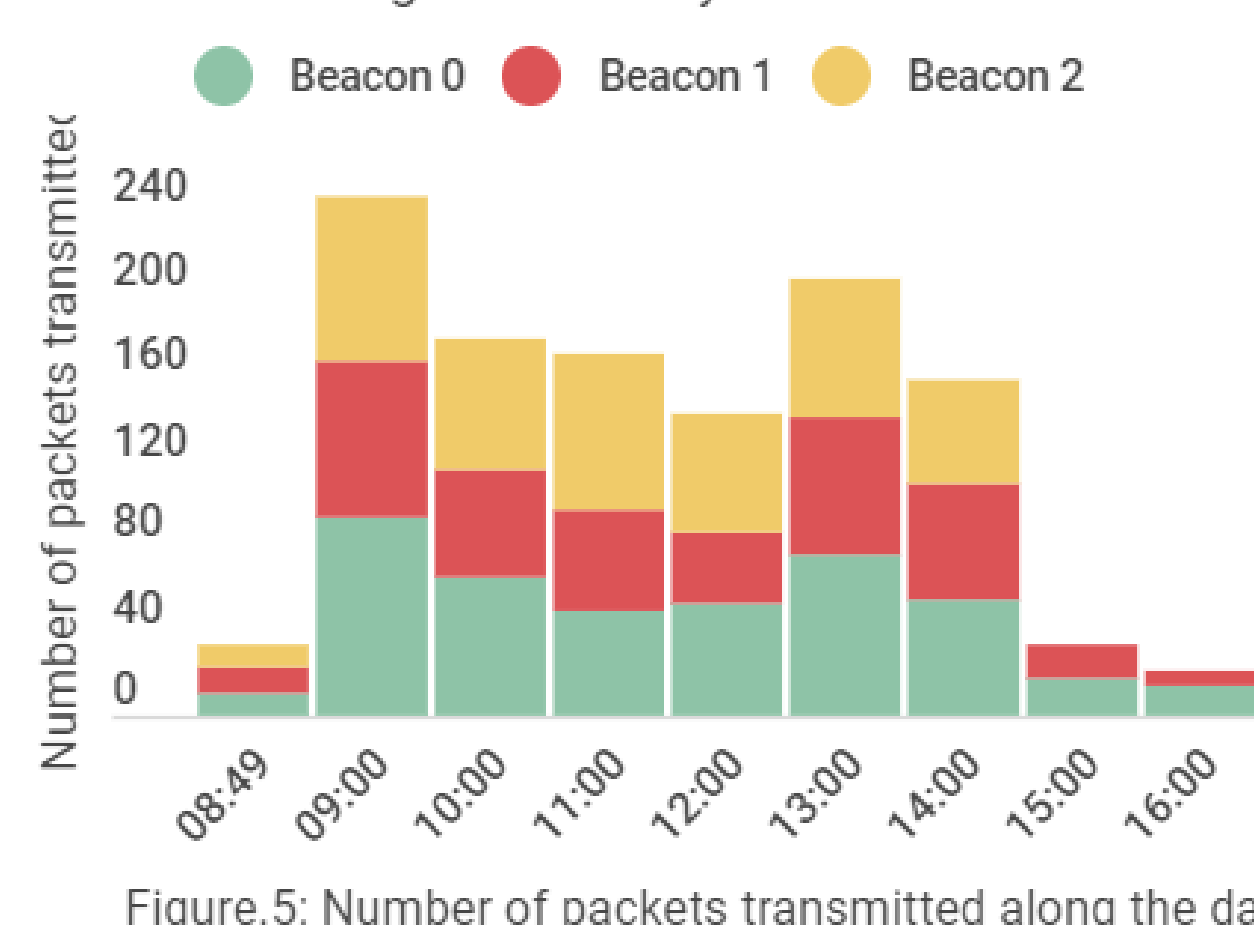 Beacon 0 Beacon 1 Beacon 2
Number of packets
240
200
160
120
80
40
0
08:49 09:00 10:00 11:00 12:00 13:00 14:00 15:00 16:00
Figure.5: Number of packets transmitted along the